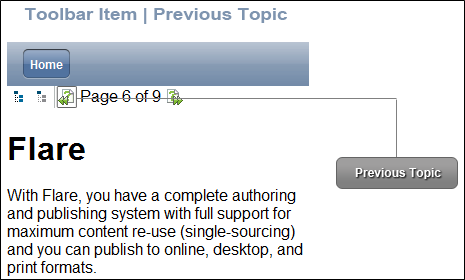 Toolbar Item | Previous Topic
Home
Page 6 of 9
Flare
Previous Topic
With Flare, you have a complete authoring
and publishing system with full support for
maximum content re-use (single-sourcing)
and you can publish to online, desktop, and
print formats.